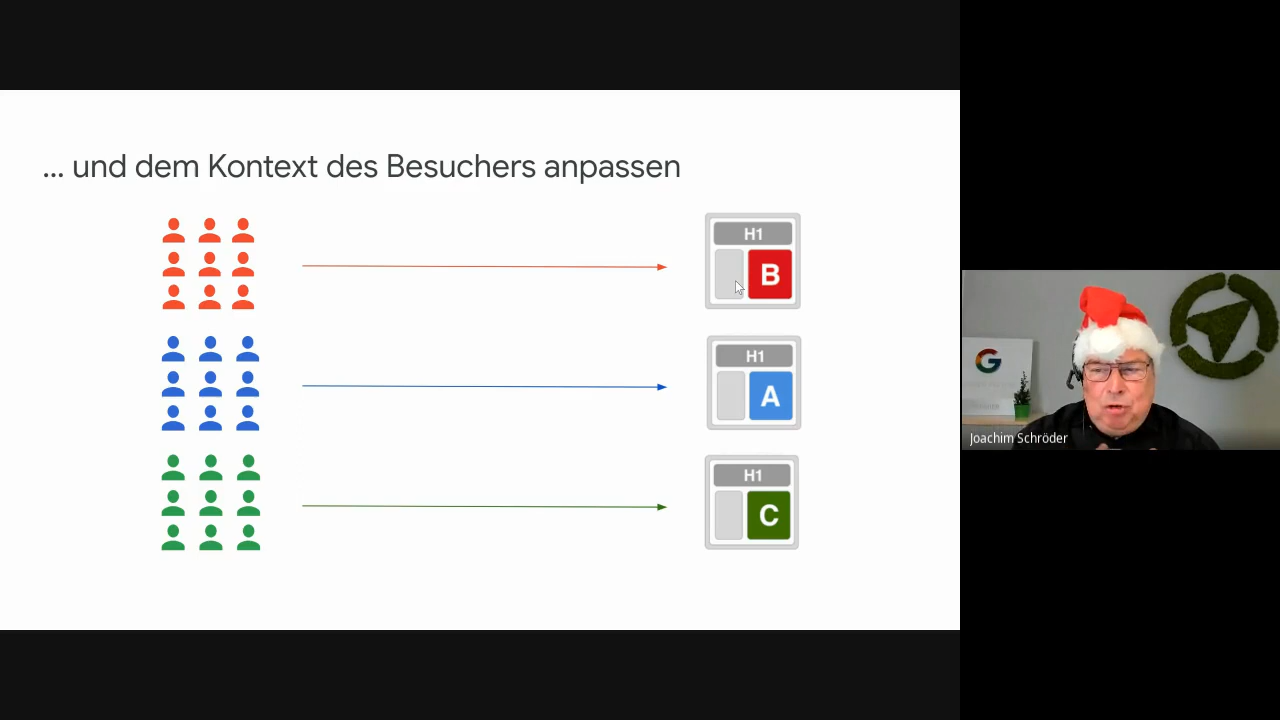 ... und dem Kontext des Besuchers anpassen
H1
B
H1
A
H1
C
G
Joachim Schröder